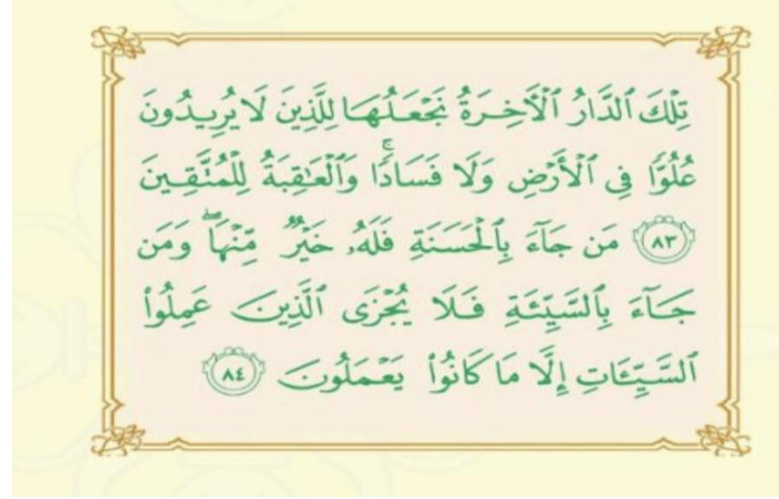 تِلْكَ ٱلدَّارُ ٱلْأَخِرَةُ نَجْعَلُهَا لِلَّذِينَ لَا يُرِيدُونَ
عُلُوًّا فِى ٱلْأَرْضِ وَلَا فَسَادًا ۚ وَٱلْعَـٰقِبَةُ لِلْمُتَّقِينَ
٨٣ مَن جَآءَ بِٱلْحَسَنَةِ فَلَهُۥ خَيْرٌ مِّنْهَا ۖ وَمَن
جَآءَ بِٱلسَّيِّئَةِ فَلَا يُجْزَى ٱلَّذِينَ عَمِلُوا۟
ٱلسَّيِّـَٔاتِ إِلَّا مَا كَانُوا۟ يَعْمَلُونَ ٨٤